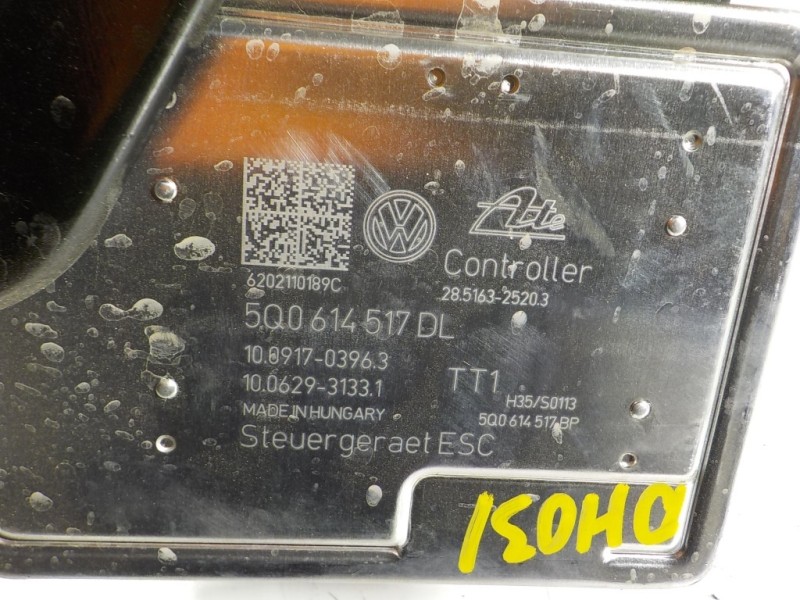 Ate
Controller
6202110189C
28.5163-2520.3
5Q0 614 517 DL
10.0917-0396.3
10.0629-3133.1
TT1
H35/S0113
MADE IN HUNGARY
5Q0 614 517 BP
Steuergeraet ESC